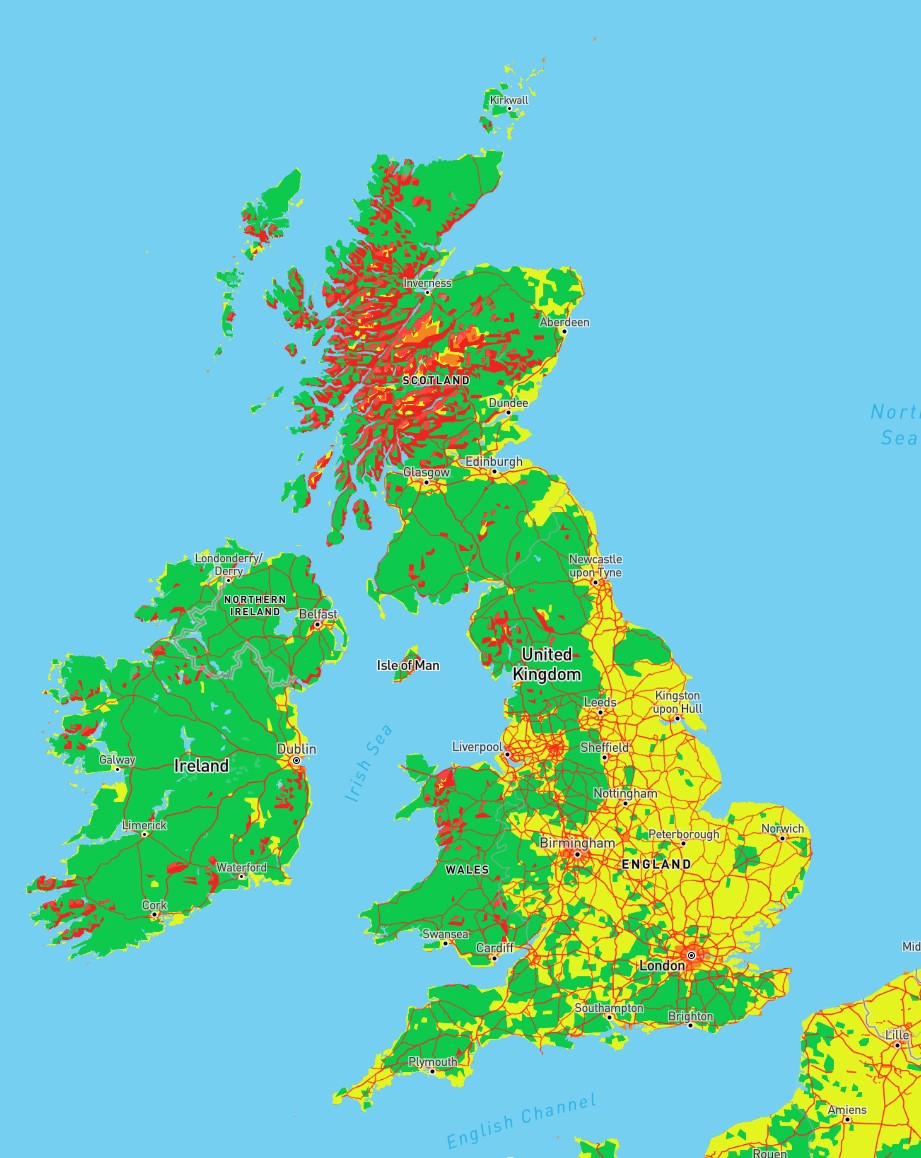 Kirkwall
Inverness
Aberdeen
SCOTLAND
Dundee
North
Sea
Edinburgh
Glasgow
Londonderry/
Derry
Newcastle
upon Tyne
NORTHERN
IRELAND
Belfast
Isle of Man
United
Kingdom
Leeds
Kingston
upon Hull
Irish Sea
Liverpool
Sheffield
Dublin
Galway
Ireland
Nottingham
Limerick
Birmingham
Peterborough
Norwich
ENGLAND
Waterford
WALES
Cork
Swansea
Cardiff
London
Mid
Southampton
Brighton
Lille
Plymouth
English Channel
Amiens
Rouen